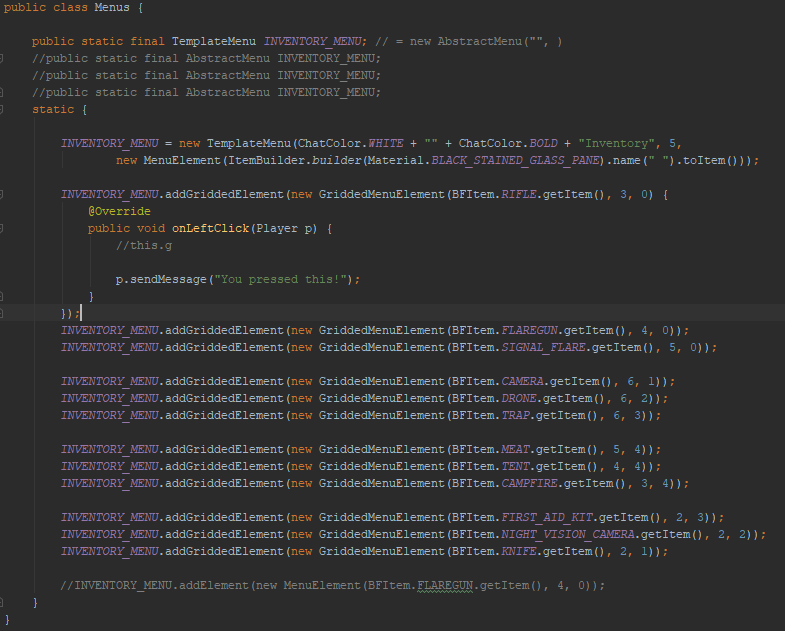 public class Menus {
public static final TemplateMenu INVENTORY_MENU; // = new AbstractMenu("", )
//public static final AbstractMenu INVENTORY_MENU;
//public static final AbstractMenu INVENTORY_MENU;
//public static final AbstractMenu INVENTORY_MENU;
static {
INVENTORY_MENU = new TemplateMenu(ChatColor.WHITE + "" + ChatColor.BOLD + "Inventory", 5,
new MenuElement(ItemBuilder.builder(Material.BLACK_STAINED_GLASS_PANE).name(" ").toItem()));
INVENTORY_MENU.addGriddedElement(new GriddedMenuElement(BFItem.RIFLE.getItem(), 3, 0) {
@Override
public void onLeftClick(Player p) {
//this.g
p.sendMessage("You pressed this!");
}
});
INVENTORY_MENU.addGriddedElement(new GriddedMenuElement(BFItem.FLAREGUN.getItem(), 4, 0));
INVENTORY_MENU.addGriddedElement(new GriddedMenuElement(BFItem.SIGNAL_FLARE.getItem(), 5, 0));
INVENTORY_MENU.addGriddedElement(new GriddedMenuElement(BFItem.CAMERA.getItem(), 6, 1));
INVENTORY_MENU.addGriddedElement(new GriddedMenuElement(BFItem.DRONE.getItem(), 6, 2));
INVENTORY_MENU.addGriddedElement(new GriddedMenuElement(BFItem.TRAP.getItem(), 6, 3));
INVENTORY_MENU.addGriddedElement(new GriddedMenuElement(BFItem.MEAT.getItem(), 5, 4));
INVENTORY_MENU.addGriddedElement(new GriddedMenuElement(BFItem.TENT.getItem(), 4, 4));
INVENTORY_MENU.addGriddedElement(new GriddedMenuElement(BFItem.CAMPFIRE.getItem(), 3, 4));
INVENTORY_MENU.addGriddedElement(new GriddedMenuElement(BFItem.FIRST_AID_KIT.getItem(), 2, 3));
INVENTORY_MENU.addGriddedElement(new GriddedMenuElement(BFItem.NIGHT_VISION_CAMERA.getItem(), 2, 2));
INVENTORY_MENU.addGriddedElement(new GriddedMenuElement(BFItem.KNIFE.getItem(), 2, 1));
//INVENTORY_MENU.addElement(new MenuElement(BFItem.FLAREGUN.getItem(), 4, 0));
}
}